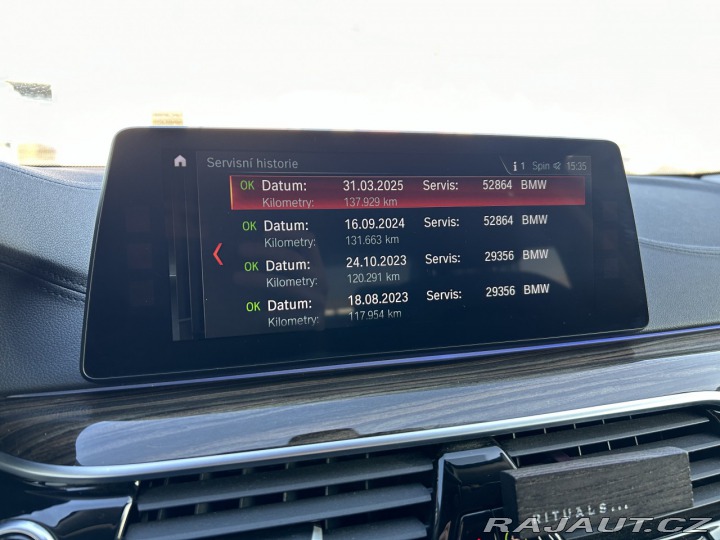 Servisní historie i 1 Spin 15:35
OK Datum: 31.03.2025 Servis: 52864 BMW
Kilometry: 137.929 km
OK Datum: 16.09.2024 Servis: 52864 BMW
Kilometry: 131.663 km
OK Datum: 24.10.2023 Servis: 29356 BMW
Kilometry: 120.291 km
OK Datum: 18.08.2023 Servis: 29356 BMW
Kilometry: 117.954 km
RITUALS...
RAJAUT.CZ